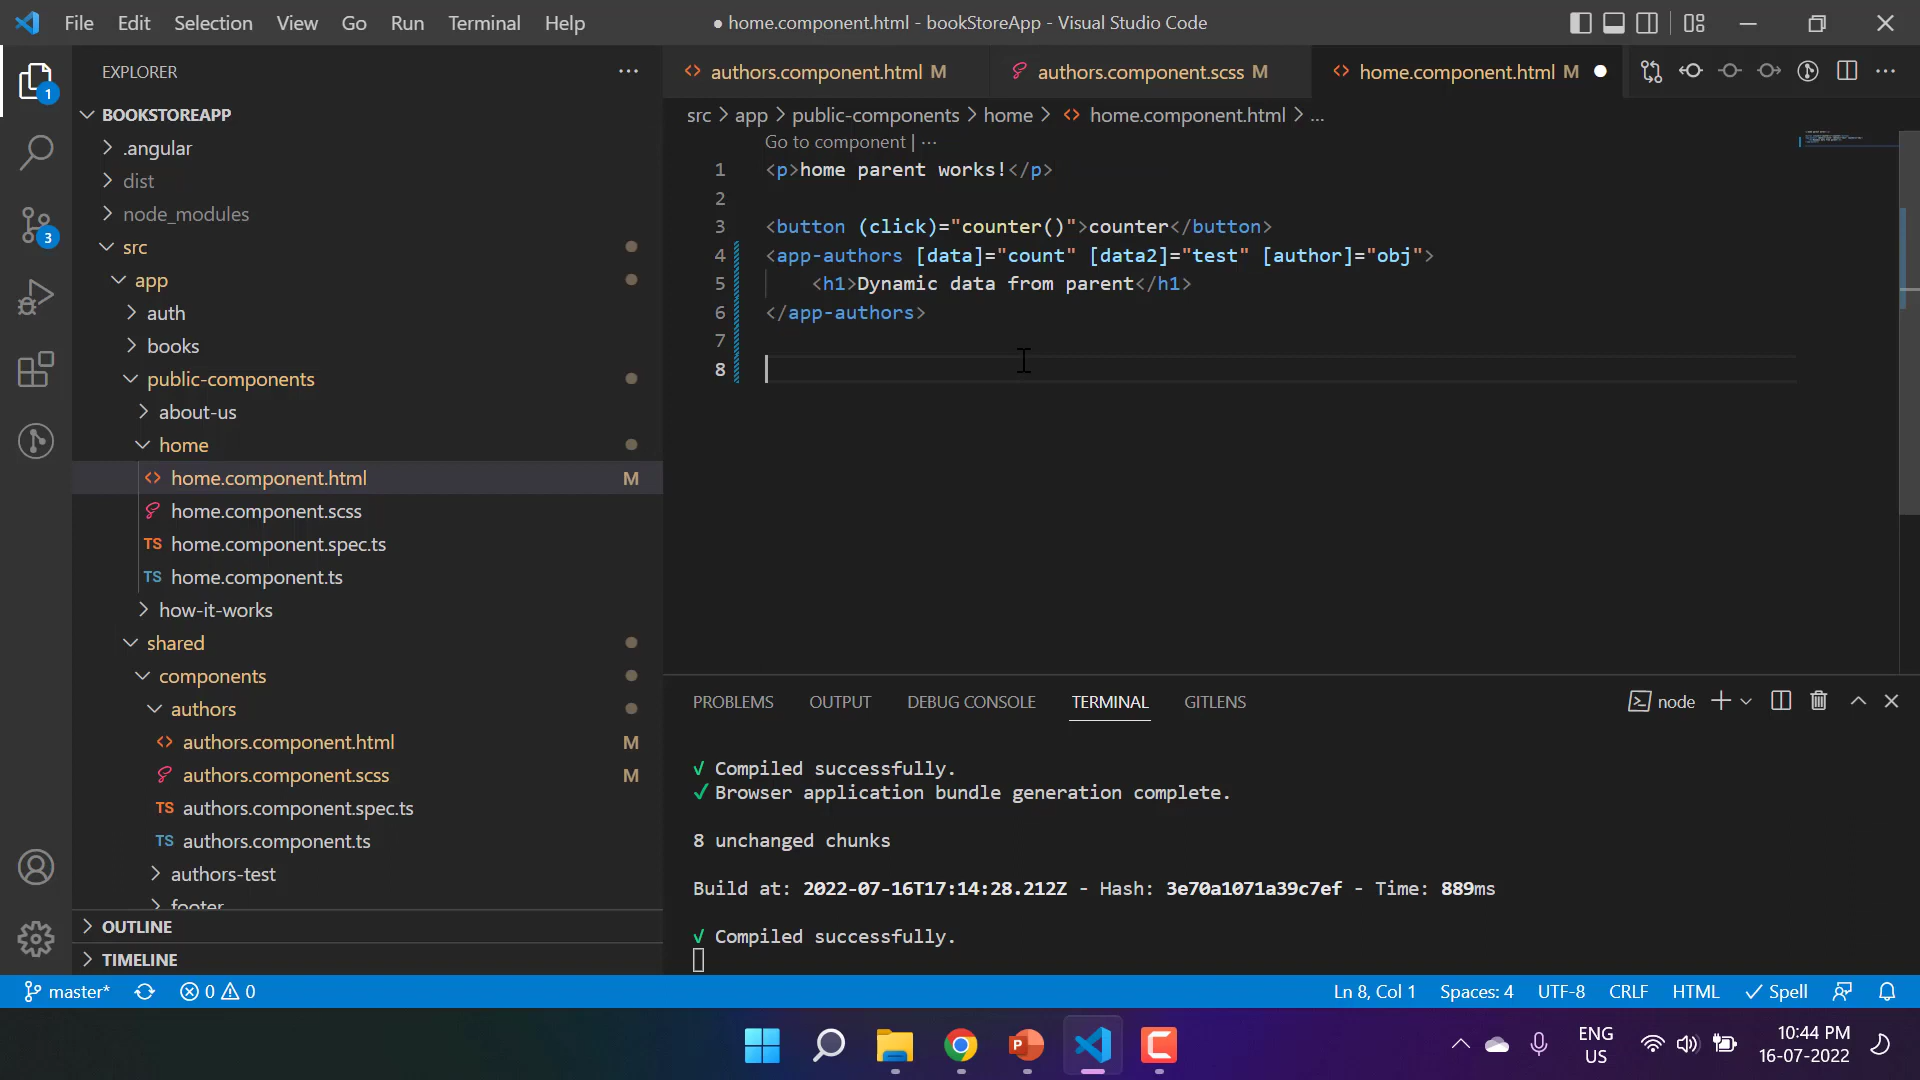 File Edit Selection View Go Run Terminal Help
● home.component.html - bookStoreApp - Visual Studio Code
EXPLORER
authors.component.html M
authors.component.scss M
home.component.html M
BOOKSTOREAPP
.angular
dist
node_modules
src
app
auth
books
public-components
about-us
home
home.component.html M
home.component.scss
TS home.component.spec.ts
TS home.component.ts
how-it-works
shared
components
authors
authors.component.html M
authors.component.scss M
TS authors.component.spec.ts
TS authors.component.ts
authors-test
footer
OUTLINE
TIMELINE
1
3
src > app > public-components > home > home.component.html > ...
Go to component | ...
1 <p>home parent works!</p>
2
3 <button (click)="counter()">counter</button>
4 <app-authors [data]="count" [data2]="test" [author]="obj">
5 <h1>Dynamic data from parent</h1>
6 </app-authors>
7
8
PROBLEMS OUTPUT DEBUG CONSOLE TERMINAL GITLENS
node
√ Compiled successfully.
✓ Browser application bundle generation complete.
8 unchanged chunks
Build at: 2022-07-16T17:14:28.212Z - Hash: 3e70a1071a39c7ef - Time: 889ms
√ Compiled successfully.
master* 0 0
Ln 8, Col 1 Spaces: 4 UTF-8 CRLF HTML Spell
P
ENG
US
10:44 PM
16-07-2022